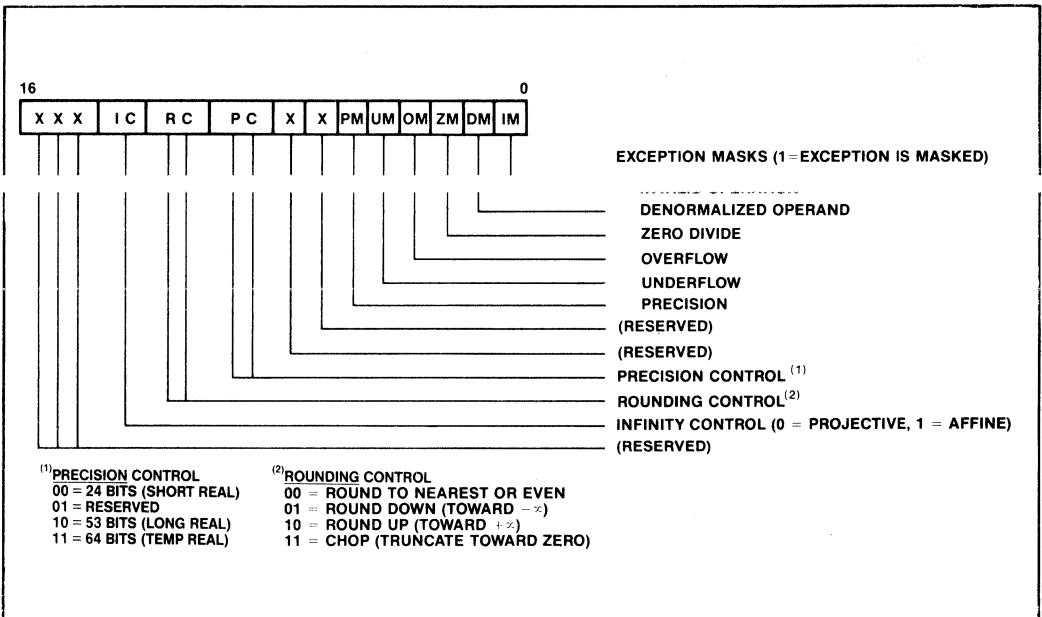 16 0
X X X I C R C P C X X PM UM OM ZM DM IM
EXCEPTION MASKS (1=EXCEPTION IS MASKED)
DENORMALIZED OPERAND
ZERO DIVIDE
OVERFLOW
UNDERFLOW
PRECISION
(RESERVED)
(RESERVED)
PRECISION CONTROL (1)
ROUNDING CONTROL(2)
INFINITY CONTROL (0 = PROJECTIVE, 1 = AFFINE)
(RESERVED)
(1)PRECISION CONTROL
00 = 24 BITS (SHORT REAL)
01 = RESERVED
10 = 53 BITS (LONG REAL)
11 = 64 BITS (TEMP REAL)
(2)ROUNDING CONTROL
00 = ROUND TO NEAREST OR EVEN
01 = ROUND DOWN (TOWARD −∞)
10 = ROUND UP (TOWARD +∞)
11 = CHOP (TRUNCATE TOWARD ZERO)